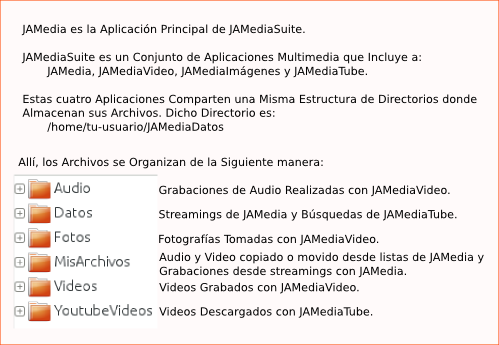 JAMedia es la Aplicación Principal de JAMediaSuite.
JAMediaSuite es un Conjunto de Aplicaciones Multimedia que Incluye a:
JAMedia, JAMediaVideo, JAMediaImágenes y JAMediaTube.
Estas cuatro Aplicaciones Comparten una Misma Estructura de Directorios donde
Almacenan sus Archivos. Dicho Directorio es:
/home/tu-usuario/JAMediaDatos
Allí, los Archivos se Organizan de la Siguiente manera:
Audio Grabaciones de Audio Realizadas con JAMediaVideo.
Datos Streamings de JAMedia y Búsquedas de JAMediaTube.
Fotos Fotografías Tomadas con JAMediaVideo.
MisArchivos Audio y Video copiado o movido desde listas de JAMedia y
Grabaciones desde streamings con JAMedia.
Videos Videos Grabados con JAMediaVideo.
YoutubeVideos Videos Descargados con JAMediaTube.